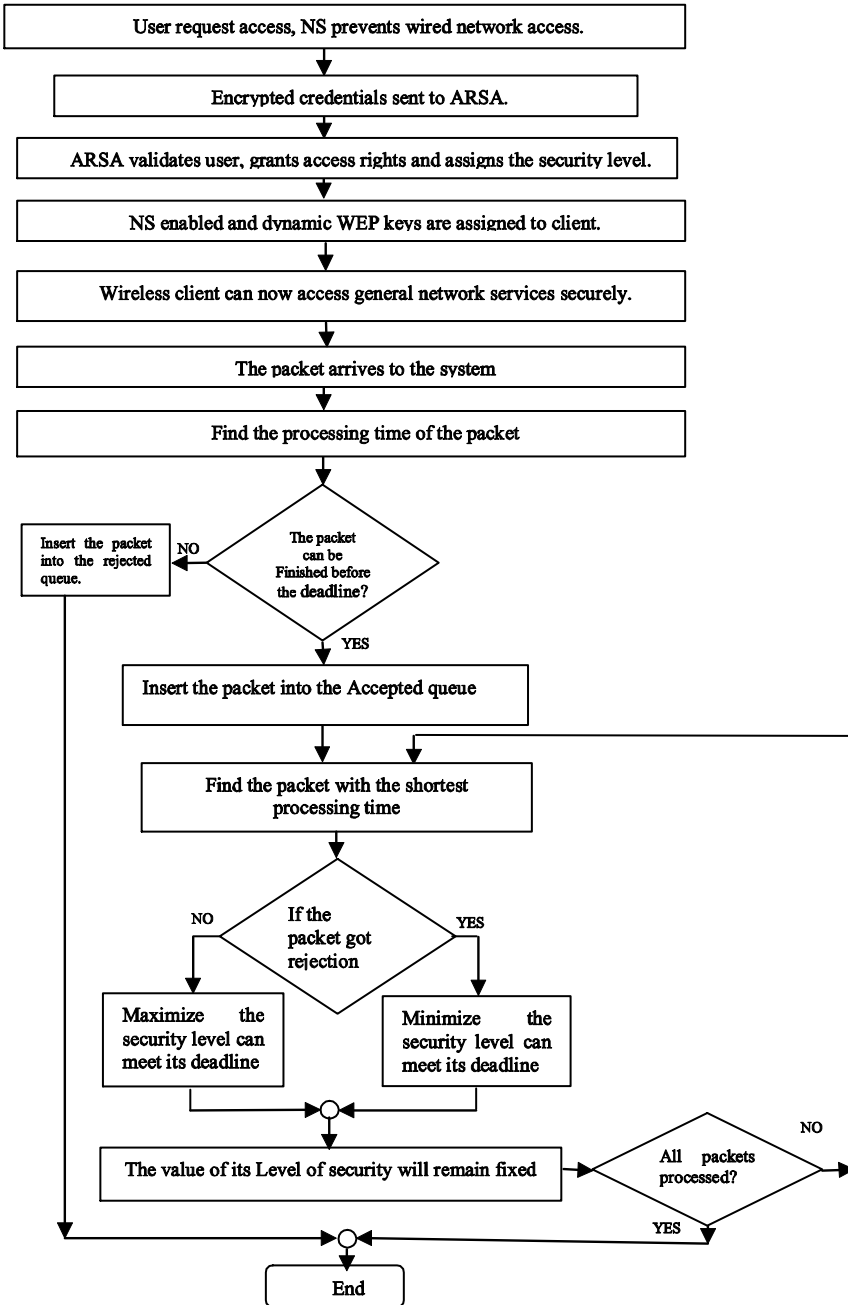 User request access, NS prevents wired network access.
Encrypted credentials sent to ARSA.
ARSA validates user, grants access rights and assigns the security level.
NS enabled and dynamic WEP keys are assigned to client.
Wireless client can now access general network services securely.
The packet arrives to the system
Find the processing time of the packet
The packet
can be
Finished before
the deadline?
NO
Insert the packet
into the rejected
queue.
YES
Insert the packet into the Accepted queue
Find the packet with the shortest
processing time
If the
packet got
rejection
NO
YES
Maximize the
security level can
meet its deadline
Minimize the
security level can
meet its deadline
The value of its Level of security will remain fixed
All packets
processed?
NO
YES
End